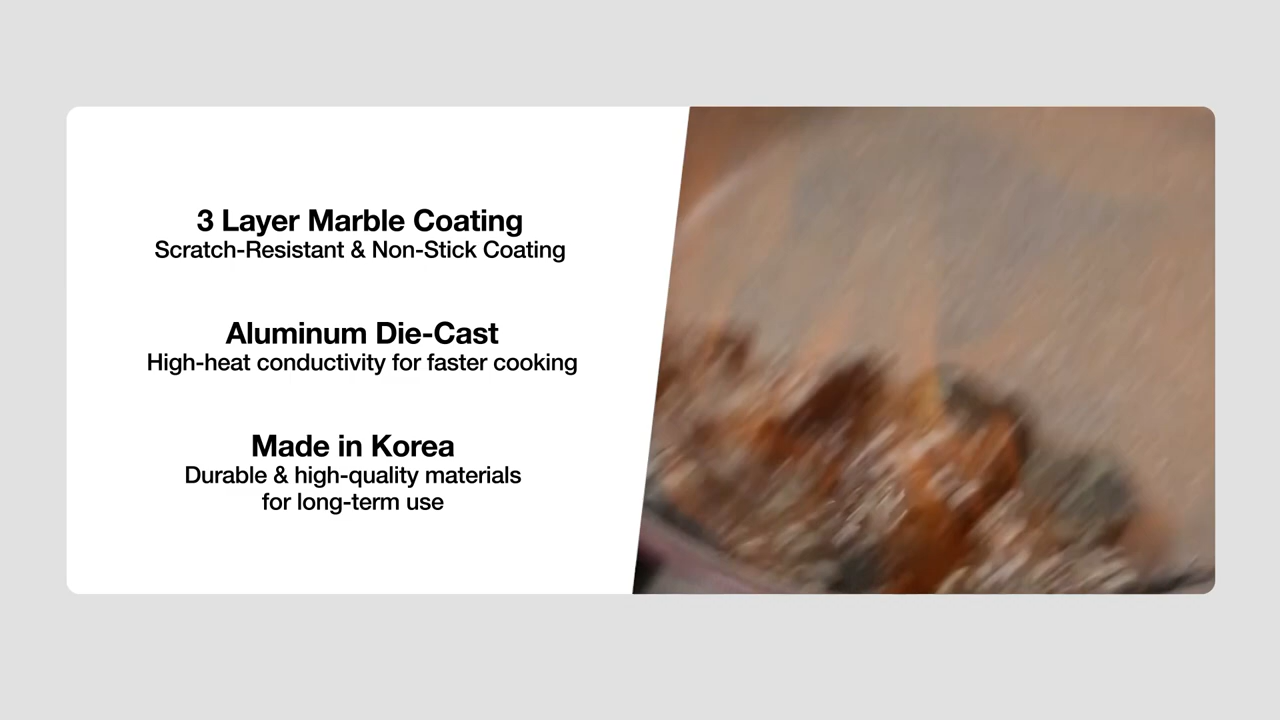 3 Layer Marble Coating
Scratch-Resistant & Non-Stick Coating
Aluminum Die-Cast
High-heat conductivity for faster cooking
Made in Korea
Durable & high-quality materials
for long-term use